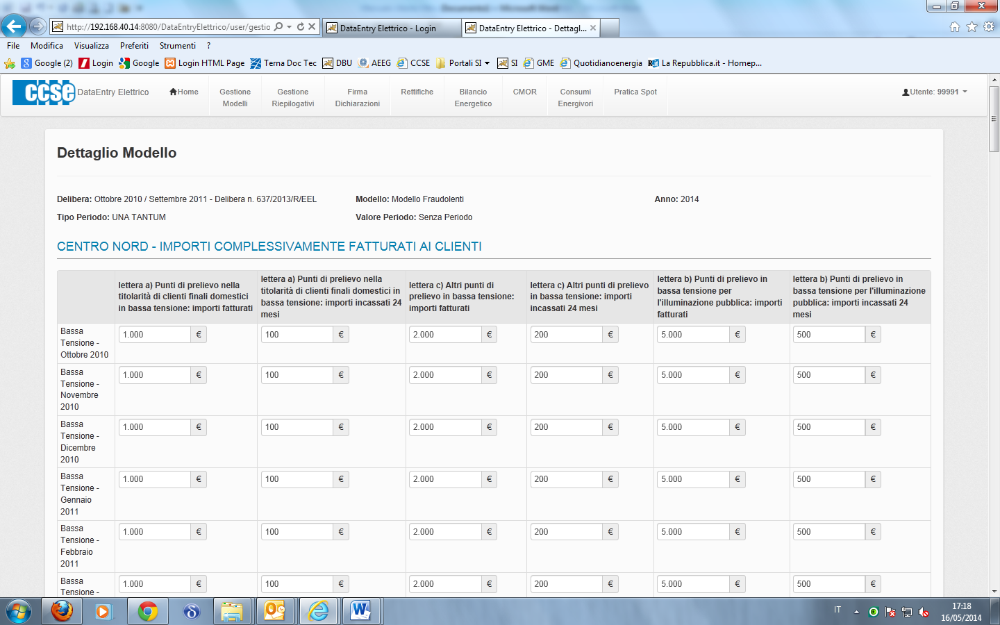 http://192.168.40.14:8080/DataEntryElettrico/user/gestio
DataEntry Elettrico - Login
DataEntry Elettrico - Dettagl...
File Modifica Visualizza Preferiti Strumenti ?
Google (2) Login Google Login HTML Page Terna Doc Tec DBU AEEG CCSE Portali SI SI GME Quotidianoenergia La Repubblica.it - Homep...
ccse DataEntry Elettrico
Home
Gestione
Modelli
Gestione
Riepilogativi
Firma
Dichiarazioni
Rettifiche
Bilancio
Energetico
CMOR
Consumi
Energivori
Pratica Spot
Utente: 99991
Dettaglio Modello
Delibera: Ottobre 2010 / Settembre 2011 - Delibera n. 637/2013/R/EEL
Modello: Modello Fraudolenti
Anno: 2014
Tipo Periodo: UNA TANTUM
Valore Periodo: Senza Periodo
CENTRO NORD - IMPORTI COMPLESSIVAMENTE FATTURATI AI CLIENTI
lettera a) Punti di prelievo nella
titolarità di clienti finali domestici
in bassa tensione: importi fatturati
lettera a) Punti di prelievo nella
titolarità di clienti finali domestici in
bassa tensione: importi incassati 24
mesi
lettera c) Altri punti di
prelievo in bassa tensione:
importi fatturati
lettera c) Altri punti di prelievo
in bassa tensione: importi
incassati 24 mesi
lettera b) Punti di prelievo in
bassa tensione per
l'illuminazione pubblica: importi
fatturati
lettera b) Punti di prelievo in
bassa tensione per l'illuminazione
pubblica: importi incassati 24
mesi
Bassa
Tensione -
Ottobre 2010
1.000 € 100 € 2.000 € 200 € 5.000 € 500 €
Bassa
Tensione -
Novembre
2010
1.000 € 100 € 2.000 € 200 € 5.000 € 500 €
Bassa
Tensione -
Dicembre
2010
1.000 € 100 € 2.000 € 200 € 5.000 € 500 €
Bassa
Tensione -
Gennaio
2011
1.000 € 100 € 2.000 € 200 € 5.000 € 500 €
Bassa
Tensione -
Febbraio
2011
1.000 € 100 € 2.000 € 200 € 5.000 € 500 €
Bassa
Tensione -
1.000 € 100 € 2.000 € 200 € 5.000 € 500 €
IT
17:18
16/05/2014